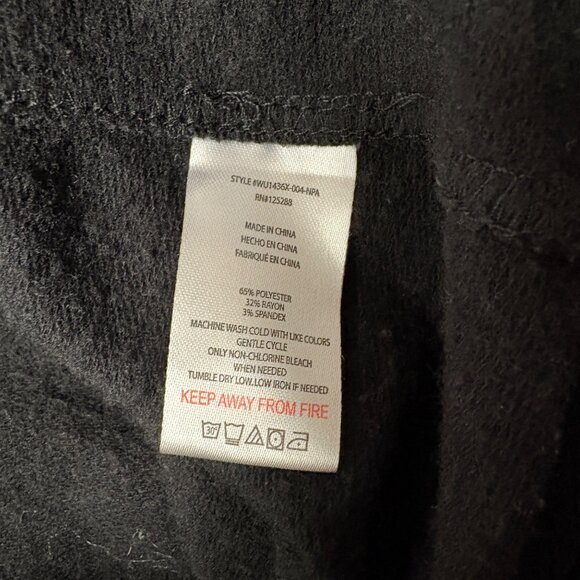 STYLE #WU1436X-004-NPA
RN#125288
MADE IN CHINA
HECHO EN CHINA
FABRIQUÉ EN CHINA
65% POLYESTER
32% RAYON
3% SPANDEX
MACHINE WASH COLD WITH LIKE COLORS
GENTLE CYCLE
ONLY NON-CHLORINE BLEACH
WHEN NEEDED
TUMBLE DRY LOW, LOW IRON IF NEEDED
KEEP AWAY FROM FIRE
30°